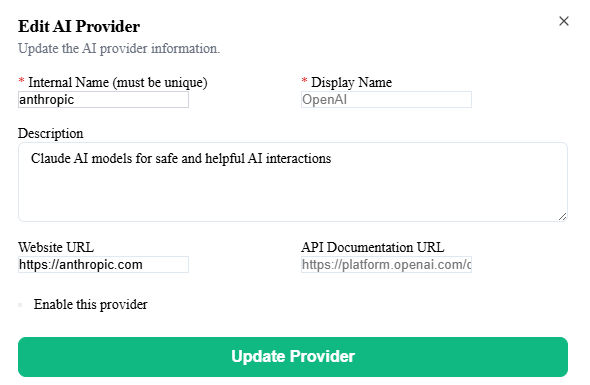 Edit AI Provider
Update the AI provider information.
* Internal Name (must be unique)
anthropic
* Display Name
OpenAI
Description
Claude AI models for safe and helpful AI interactions
Website URL
https://anthropic.com
API Documentation URL
https://platform.openai.com/
Enable this provider
Update Provider